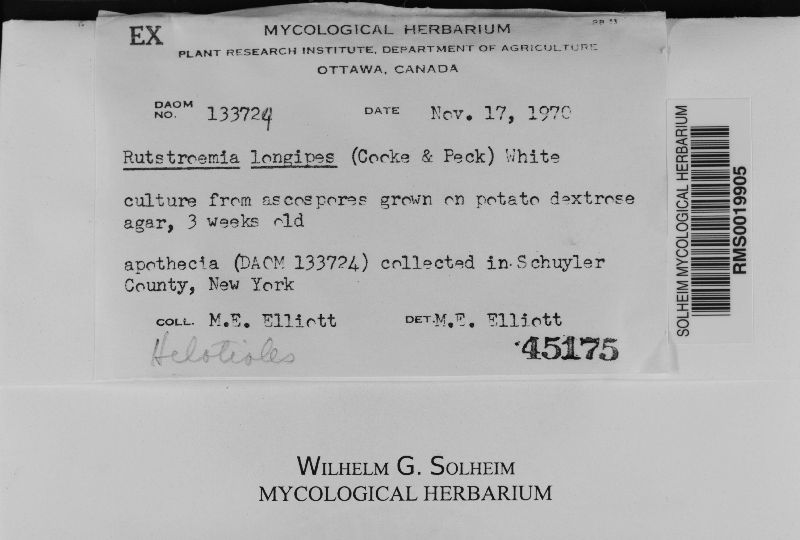 EX MYCOLOGICAL HERBARIUM
PLANT RESEARCH INSTITUTE, DEPARTMENT OF AGRICULTURE
OTTAWA, CANADA
DAOM NO. 133724 DATE Nov. 17, 1970
Rutstroemia longipes (Cooke & Peck) White
culture from ascospores grown on potato dextrose
agar, 3 weeks old
apothecia (DAOM 133724) collected in Schuyler
County, New York
COLL. M.E. Elliott DET. M.E. Elliott
Helotiales 45175
SOLHEIM MYCOLOGICAL HERBARIUM
RMS0019905
WILHELM G. SOLHEIM
MYCOLOGICAL HERBARIUM